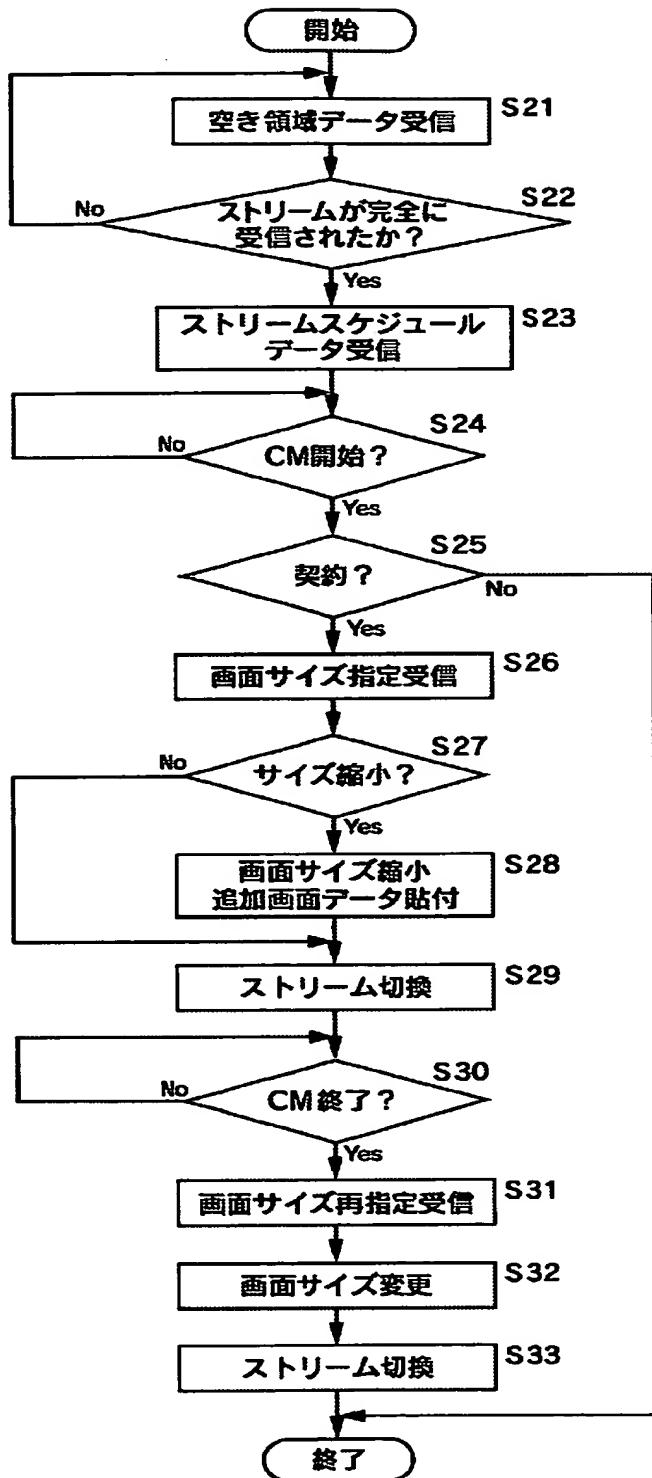 開始
S21
空き領域データ受信
S22
No
ストリームが完全に
受信されたか？
Yes
S23
ストリームスケジュール
データ受信
S24
No
CM開始？
Yes
S25
契約？
No
Yes
S26
画面サイズ指定受信
S27
No
サイズ縮小？
Yes
S28
画面サイズ縮小
追加画面データ貼付
S29
ストリーム切換
S30
No
CM終了？
Yes
S31
画面サイズ再指定受信
S32
画面サイズ変更
S33
ストリーム切換
終了